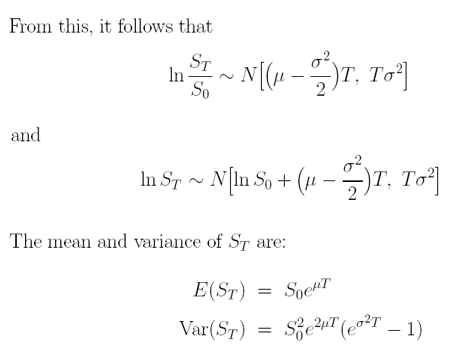 From this, it follows that
ln S_T/S_0 ∼ N[(μ − σ²/2)T, Tσ²]
and
ln S_T ∼ N[ln S_0 + (μ − σ²/2)T, Tσ²]
The mean and variance of S_T are:
E(S_T) = S_0e^{μT}
Var(S_T) = S_0²e^{2μT}(e^{σ²T} − 1)